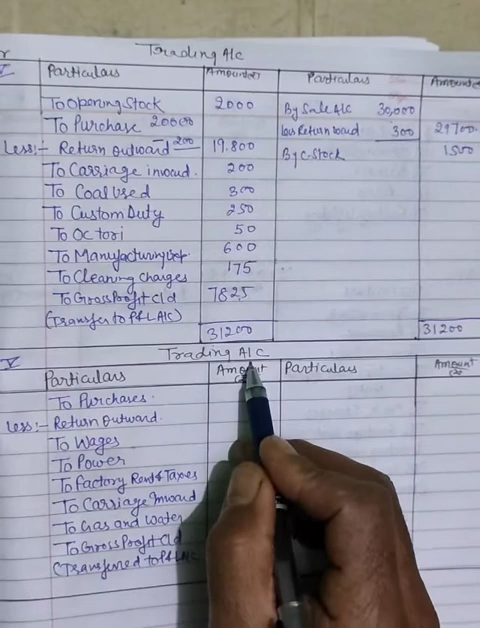 Trading A/c
Particulars Amount Particulars Amount
To Opening Stock 2000 By Sale A/c 30,000
To Purchase 20000 less Return inward 300 29700
Less:- Return outward 200 19,800 By C. Stock 1500
To Carriage inward 200
To Coal Used 300
To Custom Duty 250
To Octori 50
To Manufacturing 600
To Cleaning Charges 175
To Gross Profit C/d 7825
(Transfer to P&L A/C)
31200 31200
Trading A/C
Particulars Amount Particulars Amount
To Purchases
Less:- Return Outward
To Wages
To Power
To Factory Rent & Taxes
To Carriage Inward
To Gas and Water
To Gross Profit C/d
(Transferred to P&L A/C